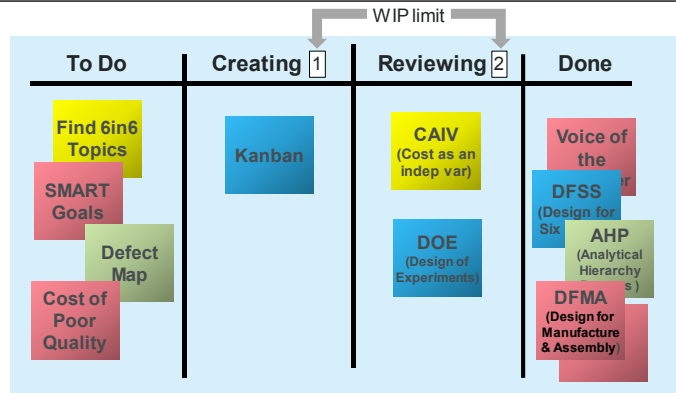 WIP limit
To Do
Creating 1
Reviewing 2
Done
Find 6in6
Topics
SMART
Goals
Defect
Map
Cost of
Poor
Quality
Kanban
CAIV
(Cost as an
indep var)
DOE
(Design of
Experiments)
Voice of
the
DFSS
(Design for
Six
AHP
(Analytical
Hierarchy
DFMA
(Design for
Manufacture
& Assembly)